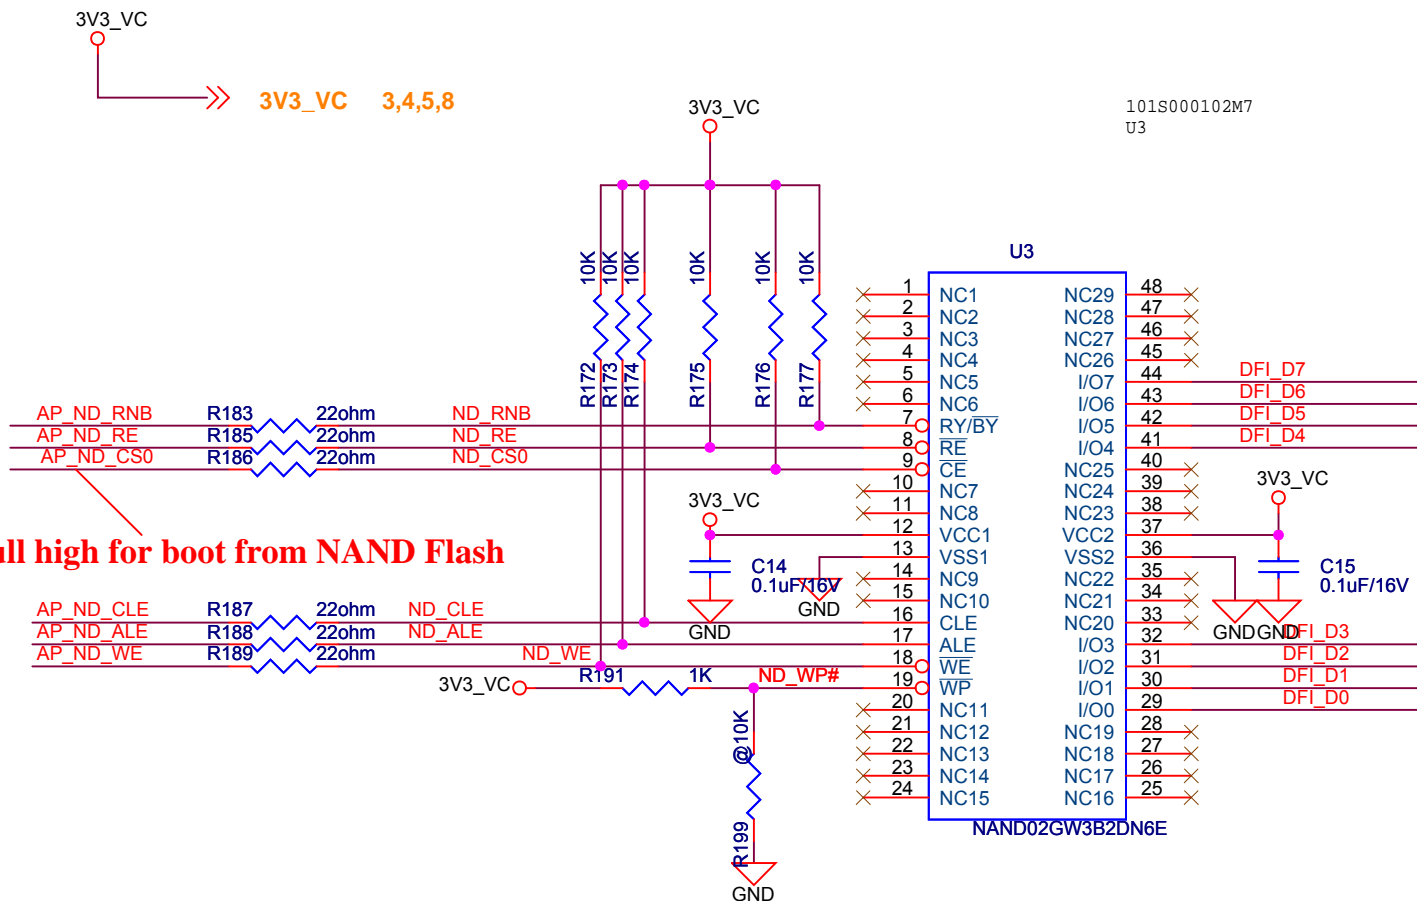 3V3_VC
3V3_VC 3,4,5,8
3V3_VC
101S000102M7
U3
U3
10K 10K 10K 10K 10K 10K
R172 R173 R174 R175 R176 R177
1 NC1 NC29 48
2 NC2 NC28 47
3 NC3 NC27 46
4 NC4 NC26 45
5 NC5 I/O7 44 DFI_D7
6 NC6 I/O6 43 DFI_D6
AP_ND_RNB R183 22ohm ND_RNB 7 RY/BY I/O5 42 DFI_D5
AP_ND_RE R185 22ohm ND_RE 8 RE I/O4 41 DFI_D4
AP_ND_CS0 R186 22ohm ND_CS0 9 CE NC25 40
10 NC7 NC24 39
3V3_VC 11 NC8 NC23 38 3V3_VC
12 VCC1 VCC2 37
ull high for boot from NAND Flash
13 VSS1 VSS2 36
C14 14 NC9 NC22 35 C15
0.1uF/16V 15 NC10 NC21 34 0.1uF/16V
GND GND GND GND
AP_ND_CLE R187 22ohm ND_CLE 16 CLE NC20 33
AP_ND_ALE R188 22ohm ND_ALE 17 ALE I/O3 32 DFI_D3
AP_ND_WE R189 22ohm ND_WE 18 WE I/O2 31 DFI_D2
3V3_VC R191 1K ND_WP# 19 WP I/O1 30 DFI_D1
20 NC11 I/O0 29 DFI_D0
21 NC12 NC19 28
22 NC13 NC18 27
23 NC14 NC17 26
24 NC15 NC16 25
@10K
R199
GND
NAND02GW3B2DN6E